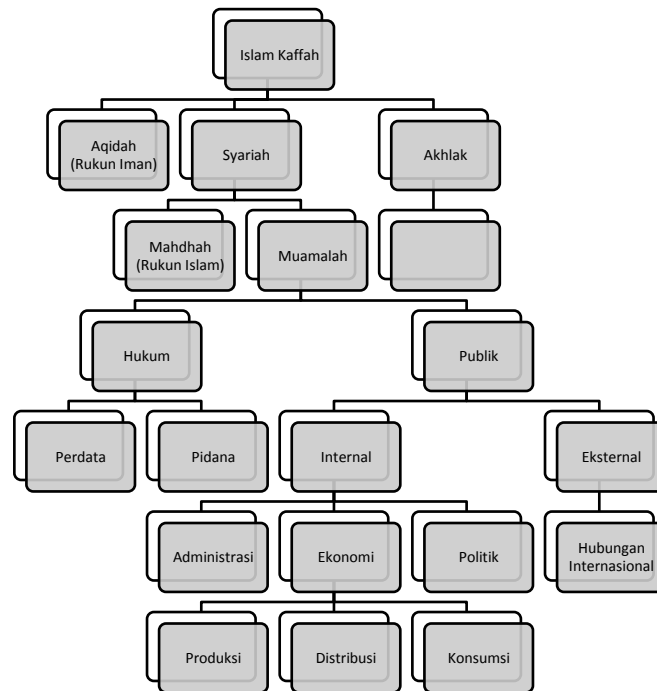 Islam Kaffah
Aqidah
(Rukun Iman)
Syariah
Akhlak
Mahdhah
(Rukun Islam)
Muamalah
Hukum
Publik
Perdata
Pidana
Internal
Eksternal
Administrasi
Ekonomi
Politik
Hubungan
Internasional
Produksi
Distribusi
Konsumsi